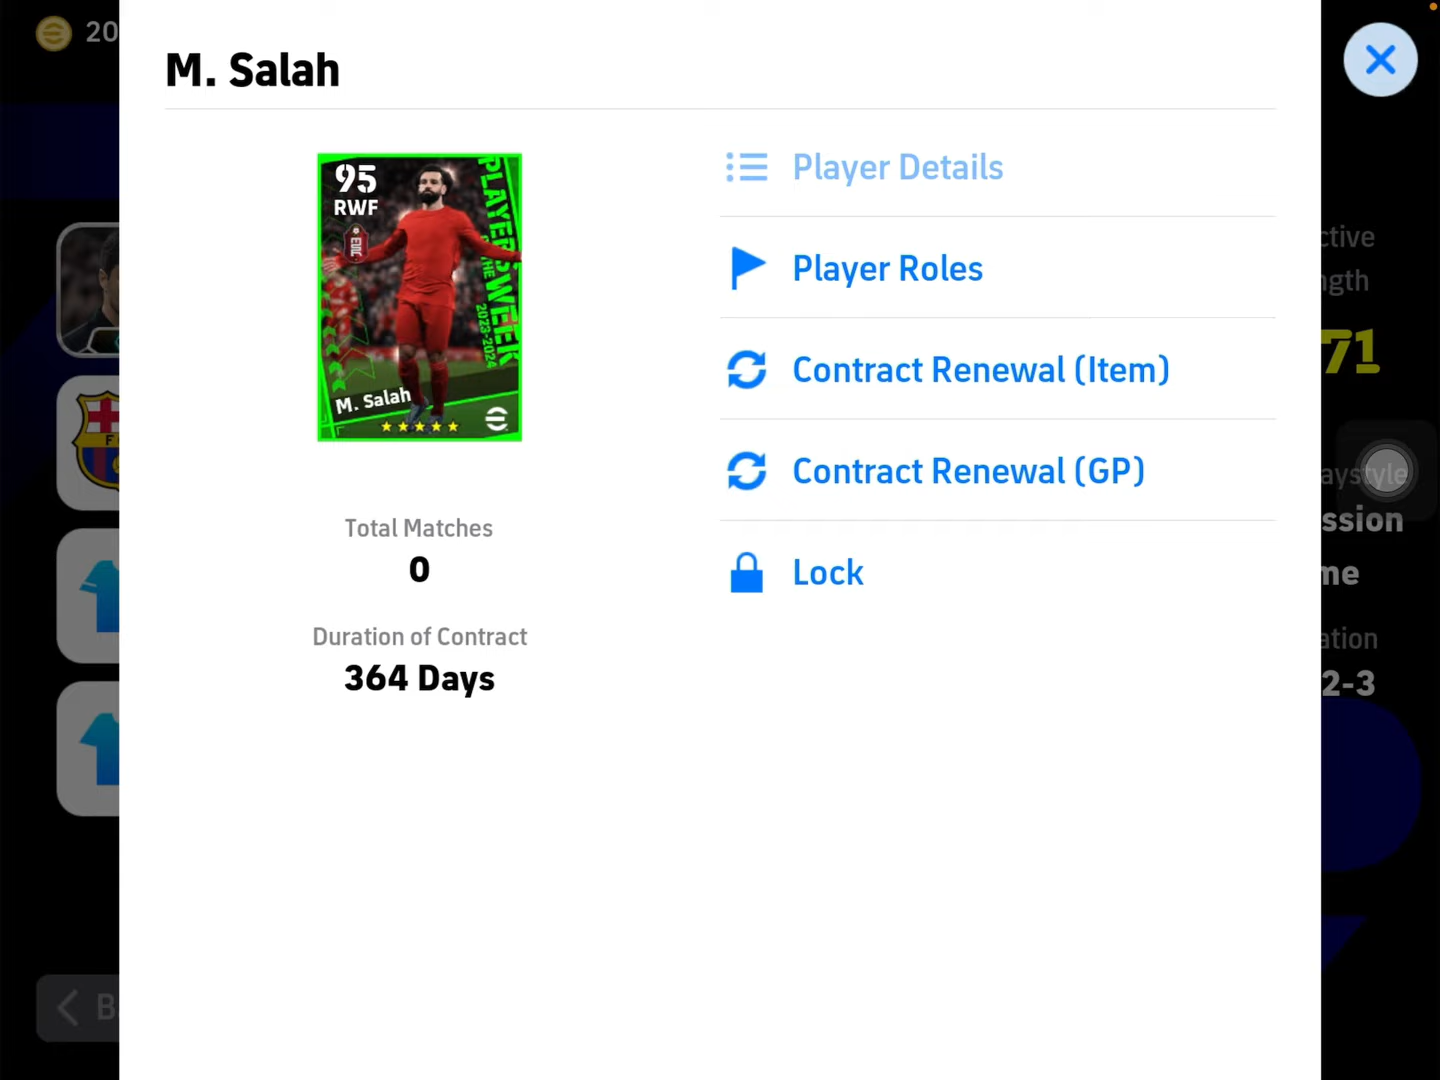 20
M. Salah
95
RWF
PLAYER OF THE WEEK
2023-2024
M. Salah
Total Matches
0
Duration of Contract
364 Days
Player Details
Player Roles
Contract Renewal (Item)
Contract Renewal (GP)
Lock
ctive
ngth
71
aystyle
ssion
me
ation
2-3
B